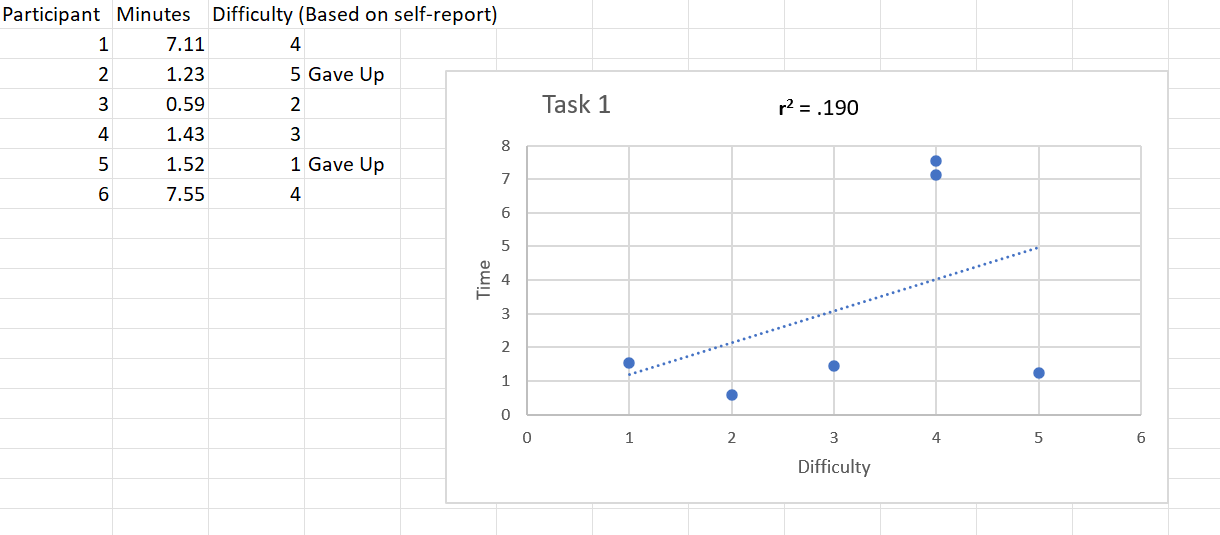 Participant Minutes Difficulty (Based on self-report)
1 7.11 4
2 1.23 5 Gave Up
3 0.59 2
4 1.43 3
5 1.52 1 Gave Up
6 7.55 4
Task 1
r² = .190
8
7
6
5
4
3
2
1
0
Time
0 1 2 3 4 5 6
Difficulty